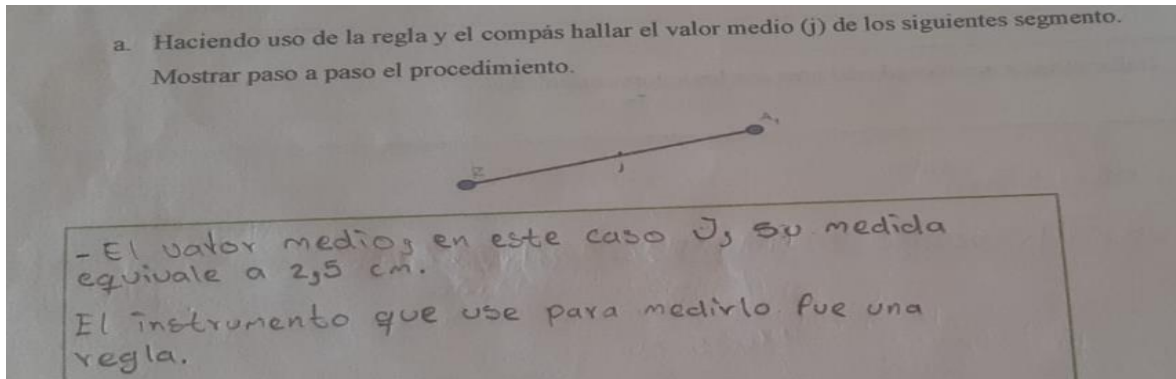 a. Haciendo uso de la regla y el compás hallar el valor medio (j) de los siguientes segmento.
Mostrar paso a paso el procedimiento.
A₁
Z
J
- El valor medio, en este caso J, su medida
equivale a 2,5 cm.
El instrumento que use para medirlo fue una
regla.